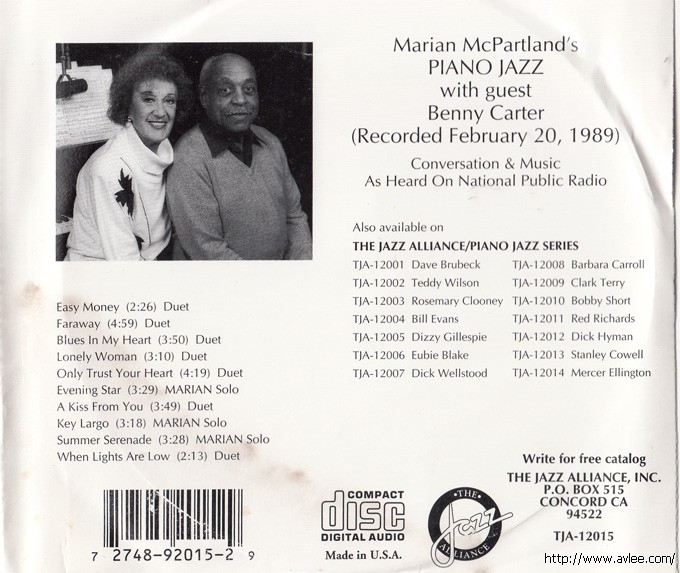 Marian McPartland's
PIANO JAZZ
with guest
Benny Carter
(Recorded February 20, 1989)
Conversation & Music
As Heard On National Public Radio
Also available on
THE JAZZ ALLIANCE/PIANO JAZZ SERIES
TJA-12001 Dave Brubeck
TJA-12002 Teddy Wilson
TJA-12003 Rosemary Clooney
TJA-12004 Bill Evans
TJA-12005 Dizzy Gillespie
TJA-12006 Eubie Blake
TJA-12007 Dick Wellstood
TJA-12008 Barbara Carroll
TJA-12009 Clark Terry
TJA-12010 Bobby Short
TJA-12011 Red Richards
TJA-12012 Dick Hyman
TJA-12013 Stanley Cowell
TJA-12014 Mercer Ellington
Easy Money (2:26) Duet
Faraway (4:59) Duet
Blues In My Heart (3:50) Duet
Lonely Woman (3:10) Duet
Only Trust Your Heart (4:19) Duet
Evening Star (3:29) MARIAN Solo
A Kiss From You (3:49) Duet
Key Largo (3:18) MARIAN Solo
Summer Serenade (3:28) MARIAN Solo
When Lights Are Low (2:13) Duet
7 27489-2015-2 9
COMPACT
disc
DIGITAL AUDIO
Made in U.S.A.
• THE •
Jazz
ALLIANCE
Write for free catalog
THE JAZZ ALLIANCE, INC.
P.O. BOX 515
CONCORD CA
94522
TJA-12015
http://www.avlee.com/